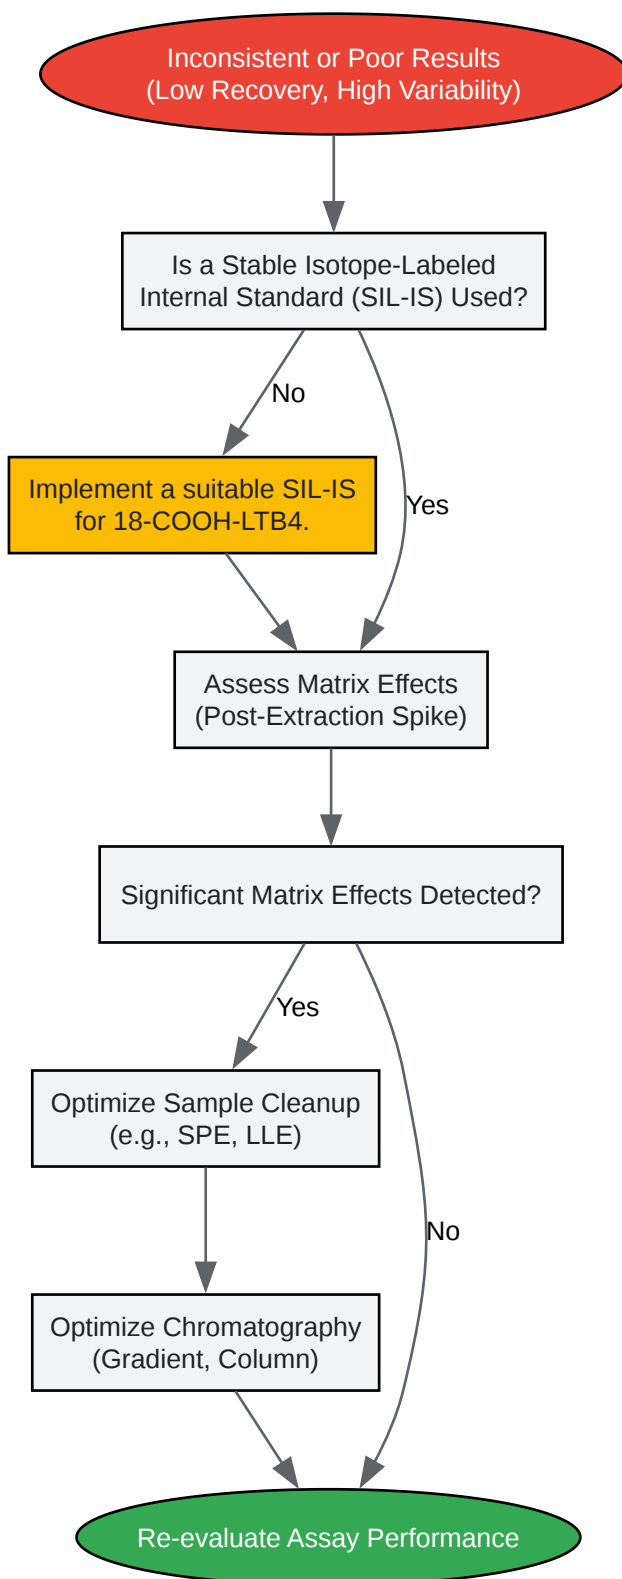 Inconsistent or Poor Results
(Low Recovery, High Variability)
Is a Stable Isotope-Labeled
Internal Standard (SIL-IS) Used?
No
Implement a suitable SIL-IS
for 18-COOH-LTB4.
Yes
Assess Matrix Effects
(Post-Extraction Spike)
Significant Matrix Effects Detected?
Yes
Optimize Sample Cleanup
(e.g., SPE, LLE)
No
Optimize Chromatography
(Gradient, Column)
Re-evaluate Assay Performance